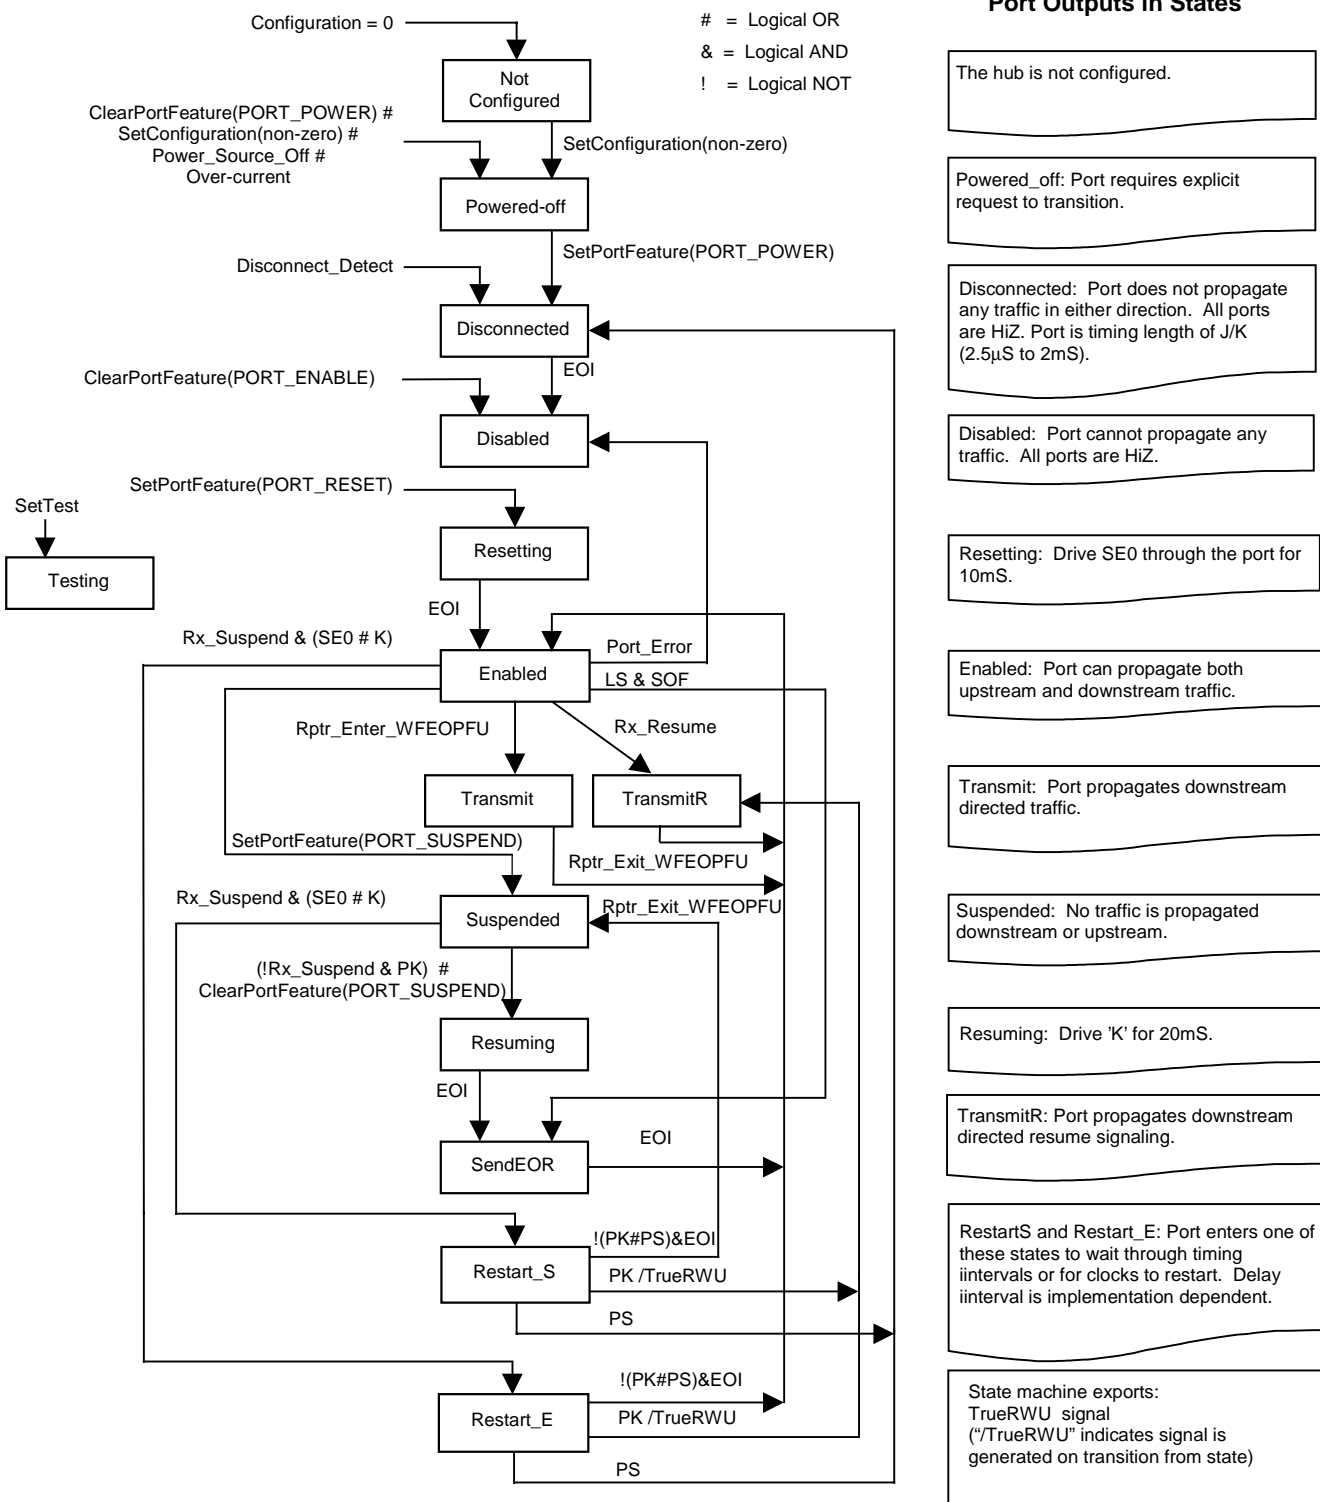 Port Outputs in States
Configuration = 0
# = Logical OR
& = Logical AND
! = Logical NOT
Not
Configured
ClearPortFeature(PORT_POWER) #
SetConfiguration(non-zero) #
Power_Source_Off #
Over-current
SetConfiguration(non-zero)
Powered-off
SetPortFeature(PORT_POWER)
Disconnect_Detect
Disconnected
EOI
ClearPortFeature(PORT_ENABLE)
Disabled
SetPortFeature(PORT_RESET)
SetTest
Testing
Resetting
EOI
Rx_Suspend & (SE0 # K)
Port_Error
Enabled
LS & SOF
Rptr_Enter_WFEOPFU
Rx_Resume
Transmit
TransmitR
SetPortFeature(PORT_SUSPEND)
Rptr_Exit_WFEOPFU
Rx_Suspend & (SE0 # K)
Rptr_Exit_WFEOPFU
Suspended
(!Rx_Suspend & PK) #
ClearPortFeature(PORT_SUSPEND)
Resuming
EOI
EOI
SendEOR
!(PK#PS)&EOI
Restart_S
PK /TrueRWU
PS
!(PK#PS)&EOI
Restart_E
PK /TrueRWU
PS
The hub is not configured.
Powered_off: Port requires explicit
request to transition.
Disconnected: Port does not propagate
any traffic in either direction. All ports
are HiZ. Port is timing length of J/K
(2.5µS to 2mS).
Disabled: Port cannot propagate any
traffic. All ports are HiZ.
Resetting: Drive SE0 through the port for
10mS.
Enabled: Port can propagate both
upstream and downstream traffic.
Transmit: Port propagates downstream
directed traffic.
Suspended: No traffic is propagated
downstream or upstream.
Resuming: Drive 'K' for 20mS.
TransmitR: Port propagates downstream
directed resume signaling.
RestartS and Restart_E: Port enters one of
these states to wait through timing
iintervals or for clocks to restart. Delay
iinterval is implementation dependent.
State machine exports:
TrueRWU signal
(“/TrueRWU” indicates signal is
generated on transition from state)